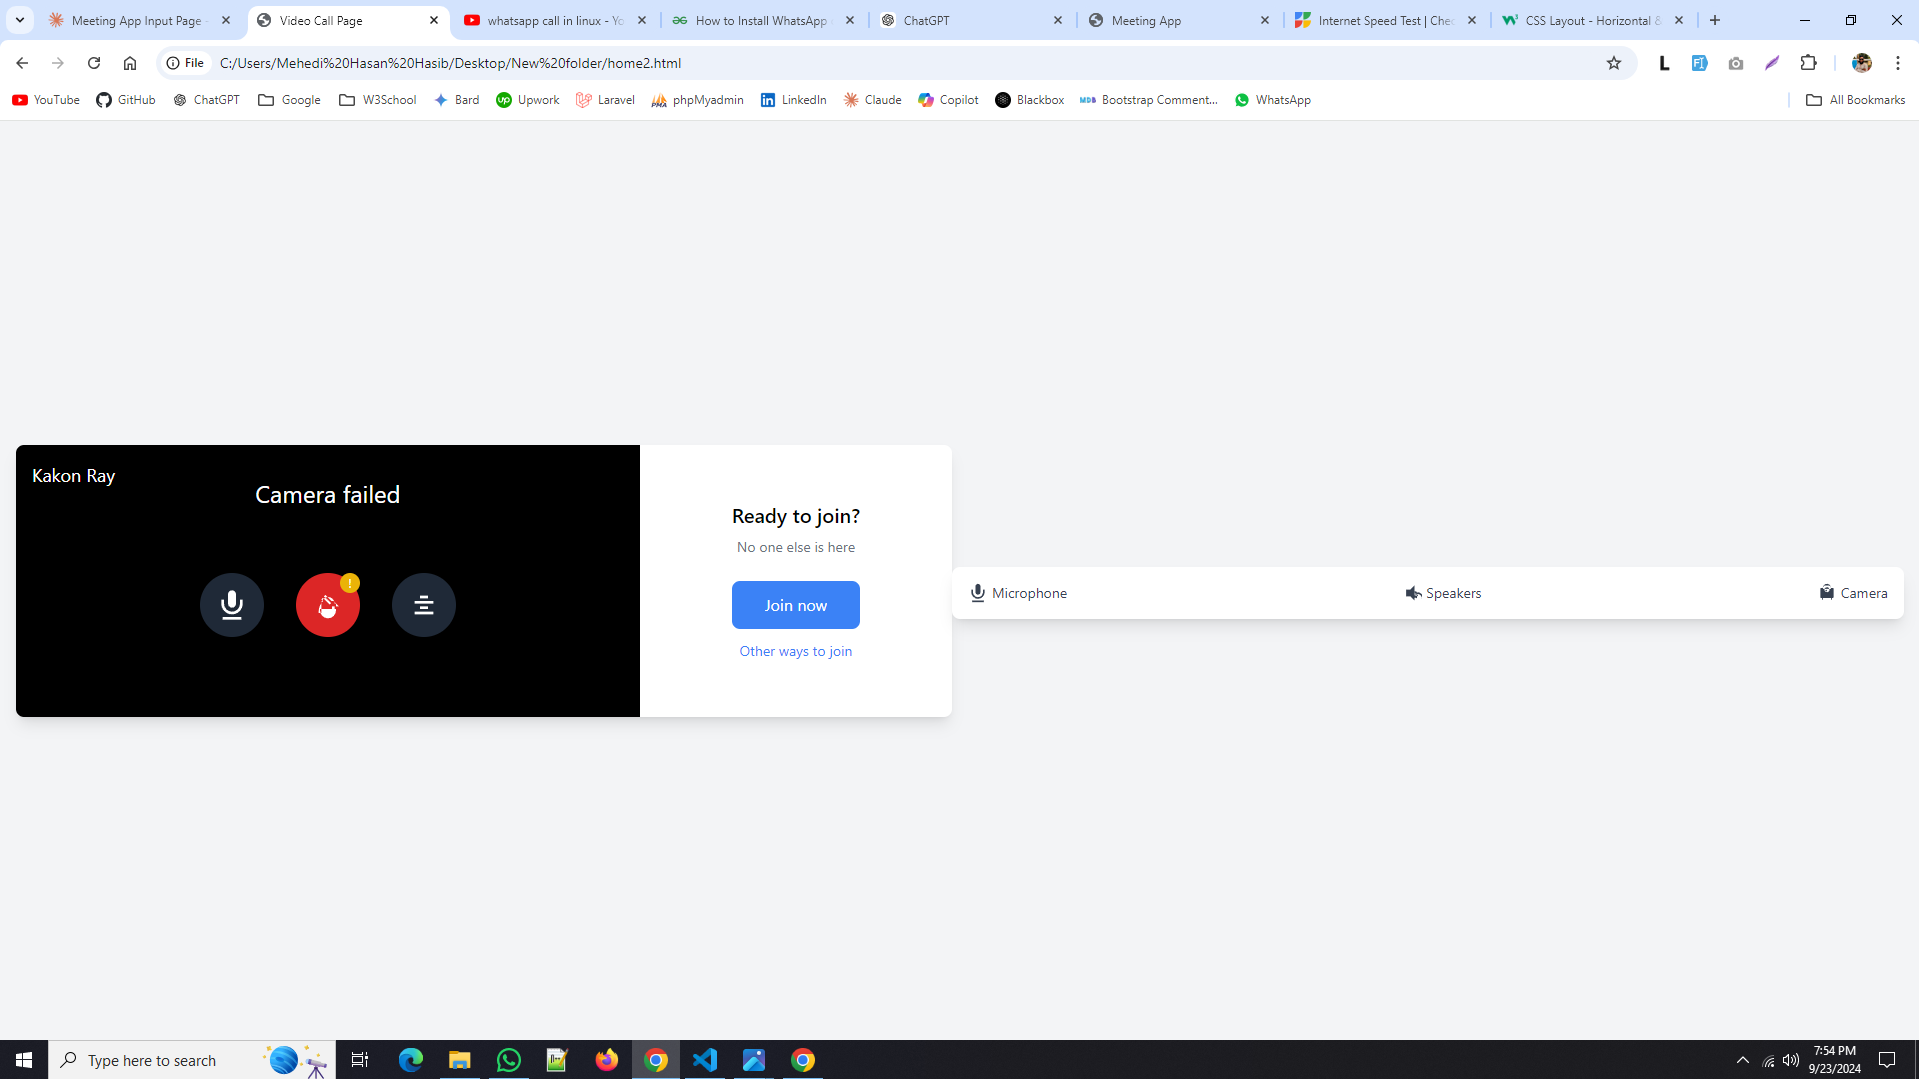 Meeting App Input Page
Video Call Page
whatsapp call in linux - Yo
How to Install WhatsApp
ChatGPT
Meeting App
Internet Speed Test | Chec
CSS Layout - Horizontal &
File
C:/Users/Mehedi%20Hasan%20Hasib/Desktop/New%20folder/home2.html
YouTube
GitHub
ChatGPT
Google
W3School
Bard
Upwork
Laravel
phpMyadmin
LinkedIn
Claude
Copilot
Blackbox
Bootstrap Comment...
WhatsApp
All Bookmarks
Kakon Ray
Camera failed
!
Ready to join?
No one else is here
Join now
Other ways to join
Microphone
Speakers
Camera
Type here to search
7:54 PM
9/23/2024